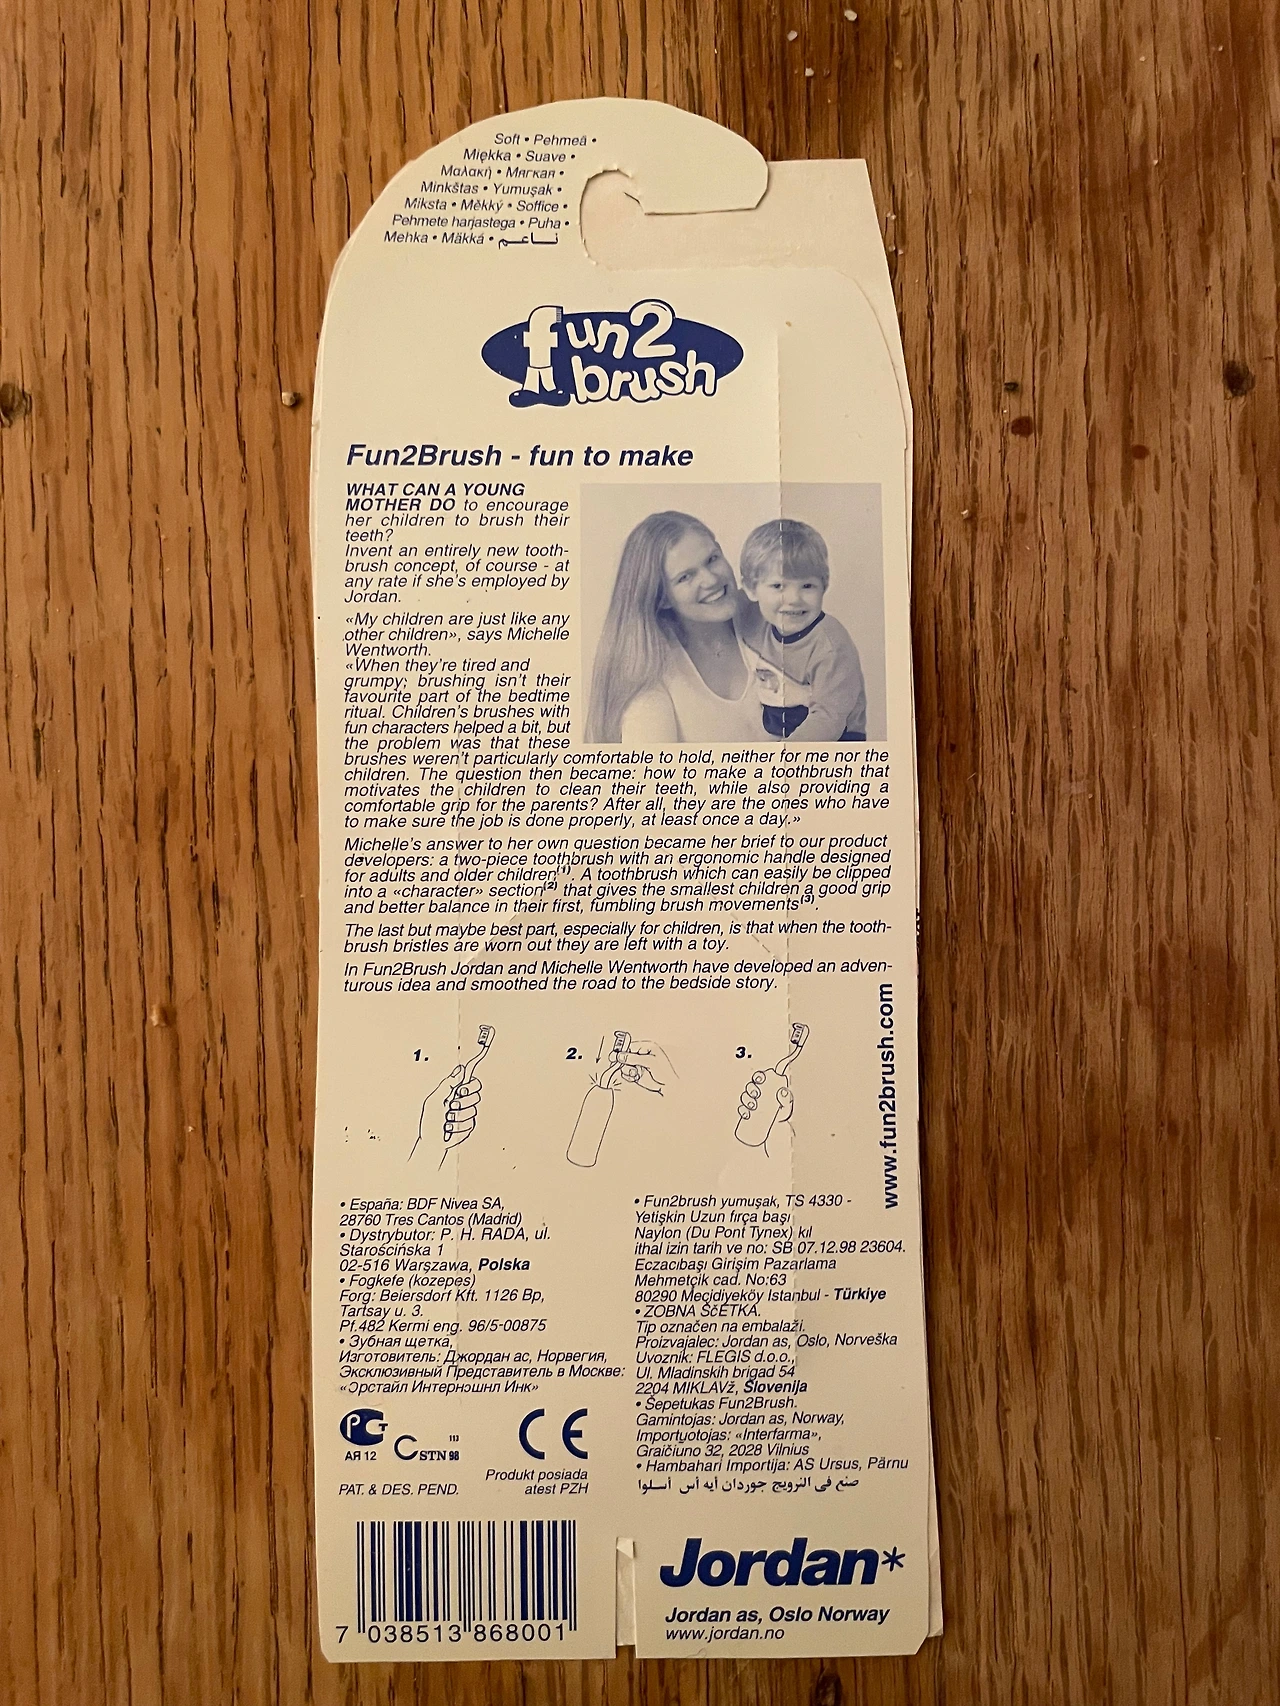 Soft • Pehmeä •
Miękka • Suave •
Μαλακή • Мягкая •
Minkštas • Yumuşak •
Miksta • Měkký • Soffice •
Pehmete harjastega • Puha •
Mehka • Mäkká • ناعم
fun2
brush
Fun2Brush - fun to make
WHAT CAN A YOUNG
MOTHER DO to encourage
her children to brush their
teeth?
Invent an entirely new tooth-
brush concept, of course - at
any rate if she's employed by
Jordan.
«My children are just like any
other children», says Michelle
Wentworth.
«When they're tired and
grumpy; brushing isn't their
favourite part of the bedtime
ritual. Children's brushes with
fun characters helped a bit, but
the problem was that these
brushes weren't particularly comfortable to hold, neither for me nor the
children. The question then became: how to make a toothbrush that
motivates the children to clean their teeth, while also providing a
comfortable grip for the parents? After all, they are the ones who have
to make sure the job is done properly, at least once a day.»
Michelle's answer to her own question became her brief to our product
developers: a two-piece toothbrush with an ergonomic handle designed
for adults and older children(1). A toothbrush which can easily be clipped
into a «character» section(2) that gives the smallest children a good grip
and better balance in their first, fumbling brush movements(3).
The last but maybe best part, especially for children, is that when the tooth-
brush bristles are worn out they are left with a toy.
In Fun2Brush Jordan and Michelle Wentworth have developed an adven-
turous idea and smoothed the road to the bedside story.
1.
2.
3.
www.fun2brush.com
• España: BDF Nivea SA,
28760 Tres Cantos (Madrid)
• Dystrybutor: P. H. RADA, ul.
Starościńska 1
02-516 Warşzawa, Polska
• Fogkefe (kozepes)
Forg: Beiersdorf Kft. 1126 Bp,
Tartsay u. 3.
Pf.482 Kermi eng. 96/5-00875
• Зубная щетка,
Изготовитель: Джордан ас, Норвегия,
Эксклюзивный Представитель в Москве:
«Эрстайл Интернэшнл Инк»
РСТ
АЯ 12
113
CSTN 98
CE
Produkt posiada
atest PZH
PAT. & DES. PEND.
• Fun2brush yumuşak, TS 4330 -
Yetişkin Uzun fırça başı
Naylon (Du Pont Tynex) kıl
ithal izin tarih ve no: SB 07.12.98 23604.
Eczacıbaşı Girişim Pazarlama
Mehmetçik cad. No:63
80290 Meçidiyeköy Istanbul - Türkiye
• ZOBNA ŠčETKA.
Tip označen na embalaži.
Proizvajalec: Jordan as, Oslo, Norveška
Uvoznik: FLEGIS d.o.o.,
Ul. Mladinskih brigad 54
2204 MIKLAVž, Slovenija
• Šepetukas Fun2Brush.
Gamintojas: Jordan as, Norway,
Importuotojas: «Interfarma»,
Graičiuno 32, 2028 Vilnius
• Hambahari Importija: AS Ursus, Pärnu
صنع في النرويج جوردان أيه أس أسلوا
7 038513 868001
Jordan*
Jordan as, Oslo Norway
www.jordan.no